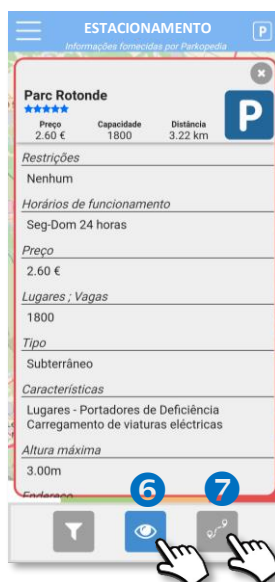 ESTACIONAMENTO
P
Informações fornecidas por Parkopedia
Parc Rotonde
P
Preço Capacidade Distância
2.60 € 1800 3.22 km
Restrições
Nenhum
Horários de funcionamento
Seg-Dom 24 horas
Preço
2.60 €
Lugares ; Vagas
1800
Tipo
Subterrâneo
Características
Lugares - Portadores de Deficiência
Carregamento de viaturas eléctricas
Altura máxima
3.00m
Endereço
6 7